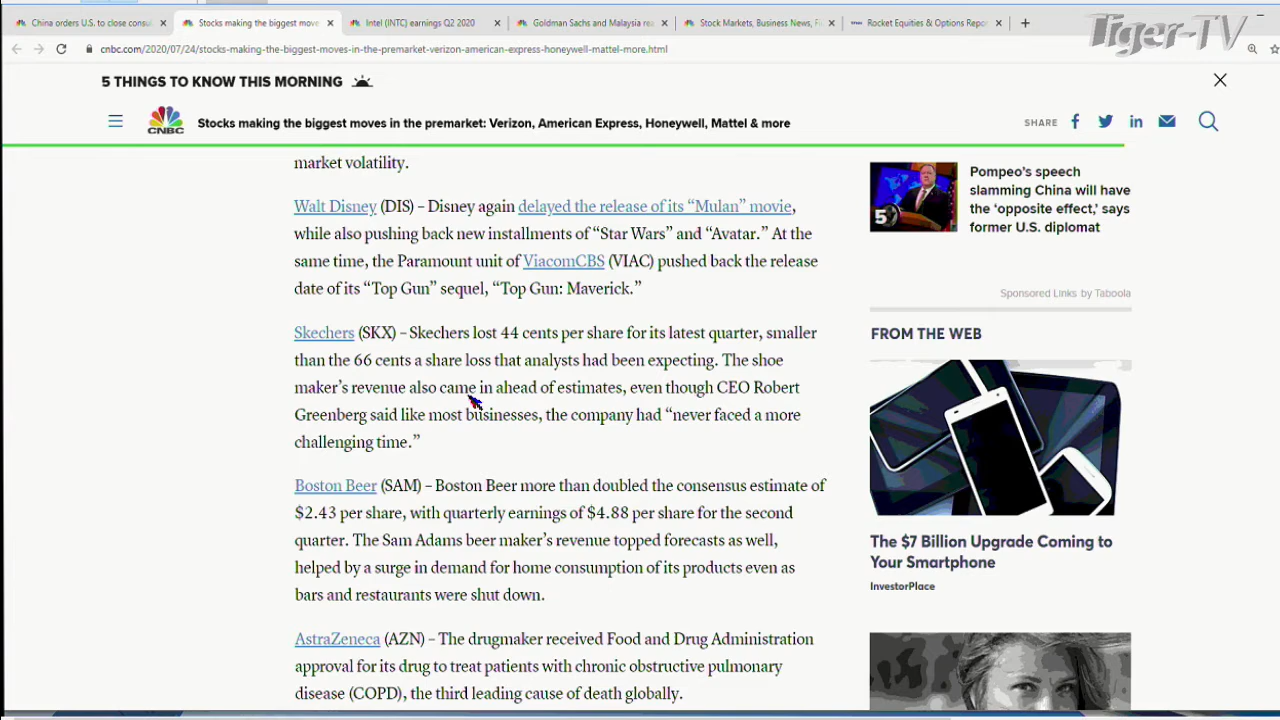 China orders U.S. to close consu
Stocks making the biggest move
Intel (INTC) earnings Q2 2020
Goldman Sachs and Malaysia rea
Stock Markets, Business News, Fi
Rocket Equities & Options Repo
Tiger-TV
cnbc.com/2020/07/24/stocks-making-the-biggest-moves-in-the-premarket-verizon-american-express-honeywell-mattel-more.html
5 THINGS TO KNOW THIS MORNING
CNBC
Stocks making the biggest moves in the premarket: Verizon, American Express, Honeywell, Mattel & more
SHARE
market volatility.
Walt Disney (DIS) – Disney again delayed the release of its “Mulan” movie,
while also pushing back new installments of “Star Wars” and “Avatar.” At the
same time, the Paramount unit of ViacomCBS (VIAC) pushed back the release
date of its “Top Gun” sequel, “Top Gun: Maverick.”
Skechers (SKX) – Skechers lost 44 cents per share for its latest quarter, smaller
than the 66 cents a share loss that analysts had been expecting. The shoe
maker’s revenue also came in ahead of estimates, even though CEO Robert
Greenberg said like most businesses, the company had “never faced a more
challenging time.”
Boston Beer (SAM) – Boston Beer more than doubled the consensus estimate of
$2.43 per share, with quarterly earnings of $4.88 per share for the second
quarter. The Sam Adams beer maker’s revenue topped forecasts as well,
helped by a surge in demand for home consumption of its products even as
bars and restaurants were shut down.
AstraZeneca (AZN) – The drugmaker received Food and Drug Administration
approval for its drug to treat patients with chronic obstructive pulmonary
disease (COPD), the third leading cause of death globally.
5
Pompeo’s speech
slamming China will have
the ‘opposite effect,’ says
former U.S. diplomat
Sponsored Links by Taboola
FROM THE WEB
The $7 Billion Upgrade Coming to
Your Smartphone
InvestorPlace